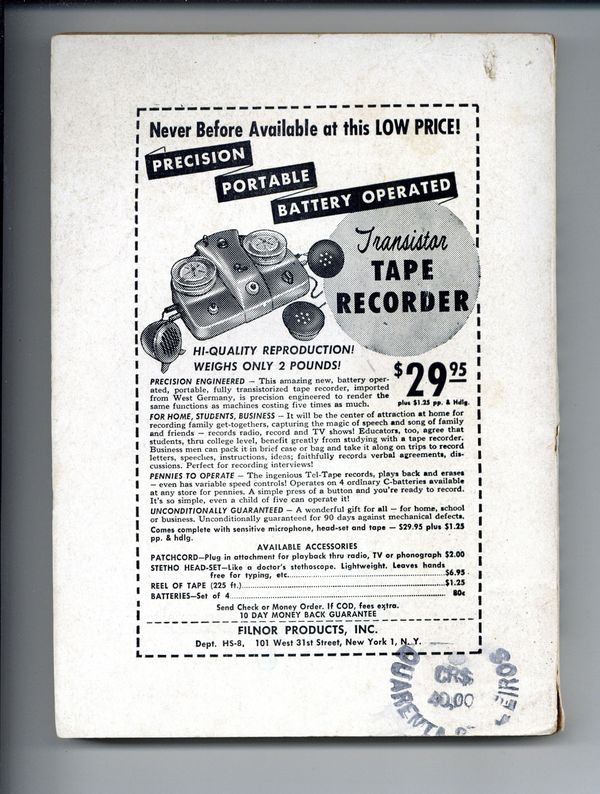 Never Before Available at this LOW PRICE!
PRECISION
PORTABLE
BATTERY OPERATED
Transistor
TAPE
RECORDER
HI-QUALITY REPRODUCTION!
WEIGHS ONLY 2 POUNDS!
$29.95
plus $1.25 pp. & Hdlg.
PRECISION ENGINEERED — This amazing new, battery oper-
ated, portable, fully transistorized tape recorder, imported
from West Germany, is precision engineered to render the
same functions as machines costing five times as much.
FOR HOME, STUDENTS, BUSINESS — It will be the center of attraction at home for
recording family get-togethers, capturing the magic of speech and song of family
and friends — records radio, record and TV shows! Educators, too, agree that
students, thru college level, benefit greatly from studying with a tape recorder.
Business men can pack it in brief case or bag and take it along on trips to record
letters, speeches, instructions, ideas; faithfully records verbal agreements, dis-
cussions. Perfect for recording interviews!
PENNIES TO OPERATE — The ingenious Tel-Tape records, plays back and erases
— even has variable speed controls! Operates on 4 ordinary C-batteries available
at any store for pennies. A simple press of a button and you're ready to record.
It's so simple, even a child of five can operate it!
UNCONDITIONALLY GUARANTEED — A wonderful gift for all — for home, school
or business. Unconditionally guaranteed for 90 days against mechanical defects.
Comes complete with sensitive microphone, head-set and tape — $29.95 plus $1.25
pp. & hdlg.
AVAILABLE ACCESSORIES
PATCHCORD—Plug in attachment for playback thru radio, TV or phonograph $2.00
STETHO HEAD-SET—Like a doctor's stethoscope. Lightweight. Leaves hands
free for typing, etc. $6.95
REEL OF TAPE (225 ft.) $1.25
BATTERIES—Set of 4 80c
Send Check or Money Order. If COD, fees extra.
10 DAY MONEY BACK GUARANTEE
FILNOR PRODUCTS, INC.
Dept. HS-8, 101 West 31st Street, New York 1, N. Y.
CR$
40,00
QUARENTA